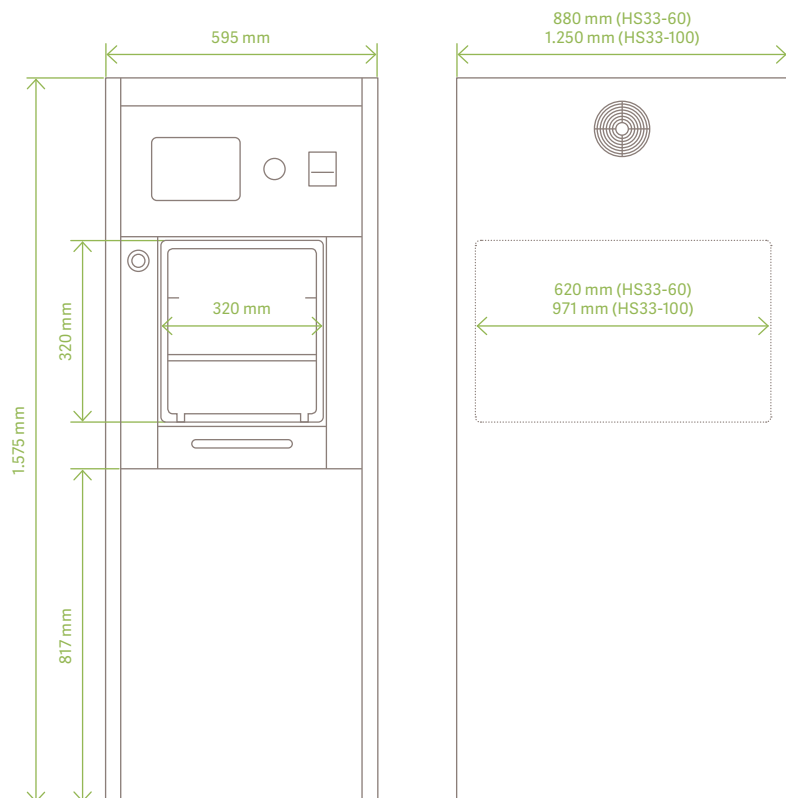 595 mm
880 mm (HS33-60)
1.250 mm (HS33-100)
320 mm
320 mm
620 mm (HS33-60)
971 mm (HS33-100)
1.575 mm
817 mm